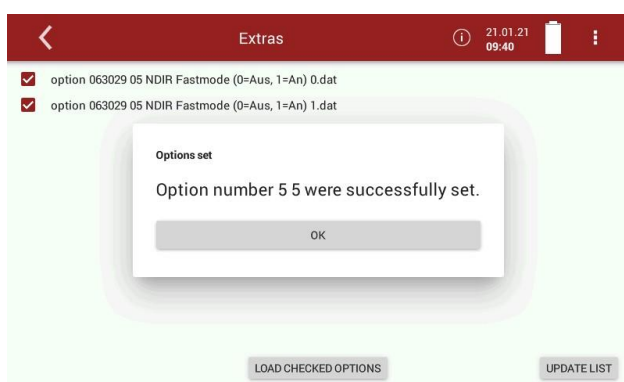 Extras
21.01.21
09:40
option 063029 05 NDIR Fastmode (0=Aus, 1=An) 0.dat
option 063029 05 NDIR Fastmode (0=Aus, 1=An) 1.dat
Options set
Option number 5 5 were successfully set.
OK
LOAD CHECKED OPTIONS
UPDATE LIST